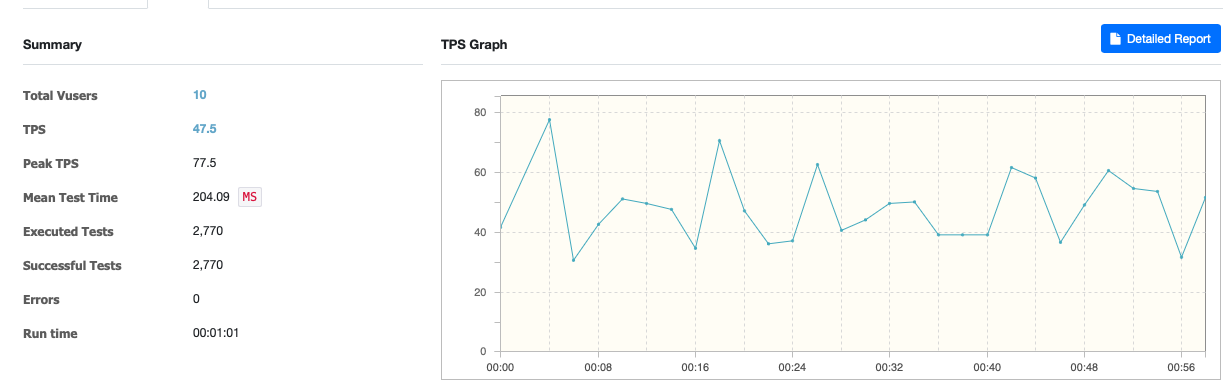 Summary
Total Vusers 10
TPS 47.5
Peak TPS 77.5
Mean Test Time 204.09 MS
Executed Tests 2,770
Successful Tests 2,770
Errors 0
Run time 00:01:01
TPS Graph
Detailed Report
80
60
40
20
0
00:00 00:08 00:16 00:24 00:32 00:40 00:48 00:56